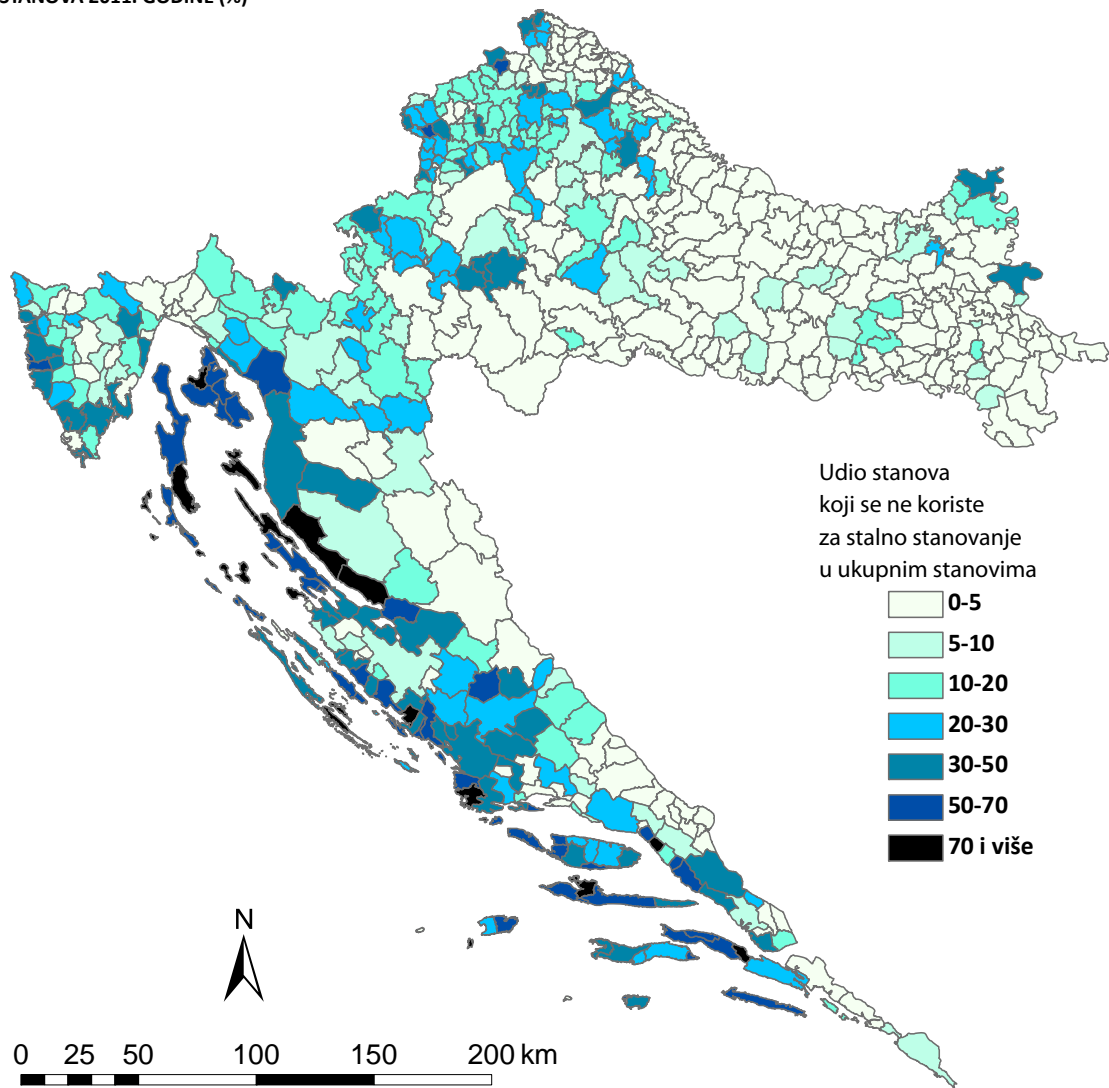 STANOVA 2011. GODINE (%)
Udio stanova
koji se ne koriste
za stalno stanovanje
u ukupnim stanovima
0-5
5-10
10-20
20-30
30-50
50-70
70 i više
N
0 25 50 100 150 200 km